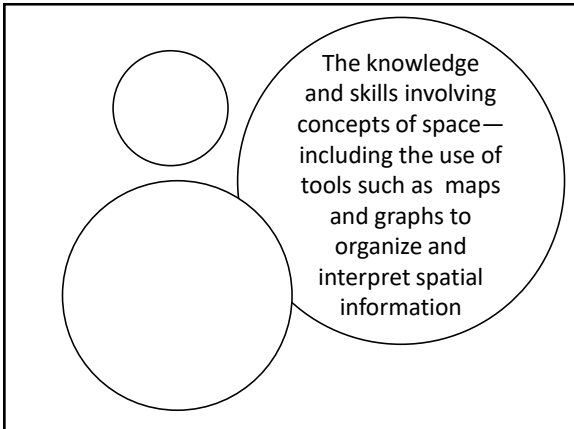 The knowledge
and skills involving
concepts of space—
including the use of
tools such as  maps
and graphs to
organize and
interpret spatial
information